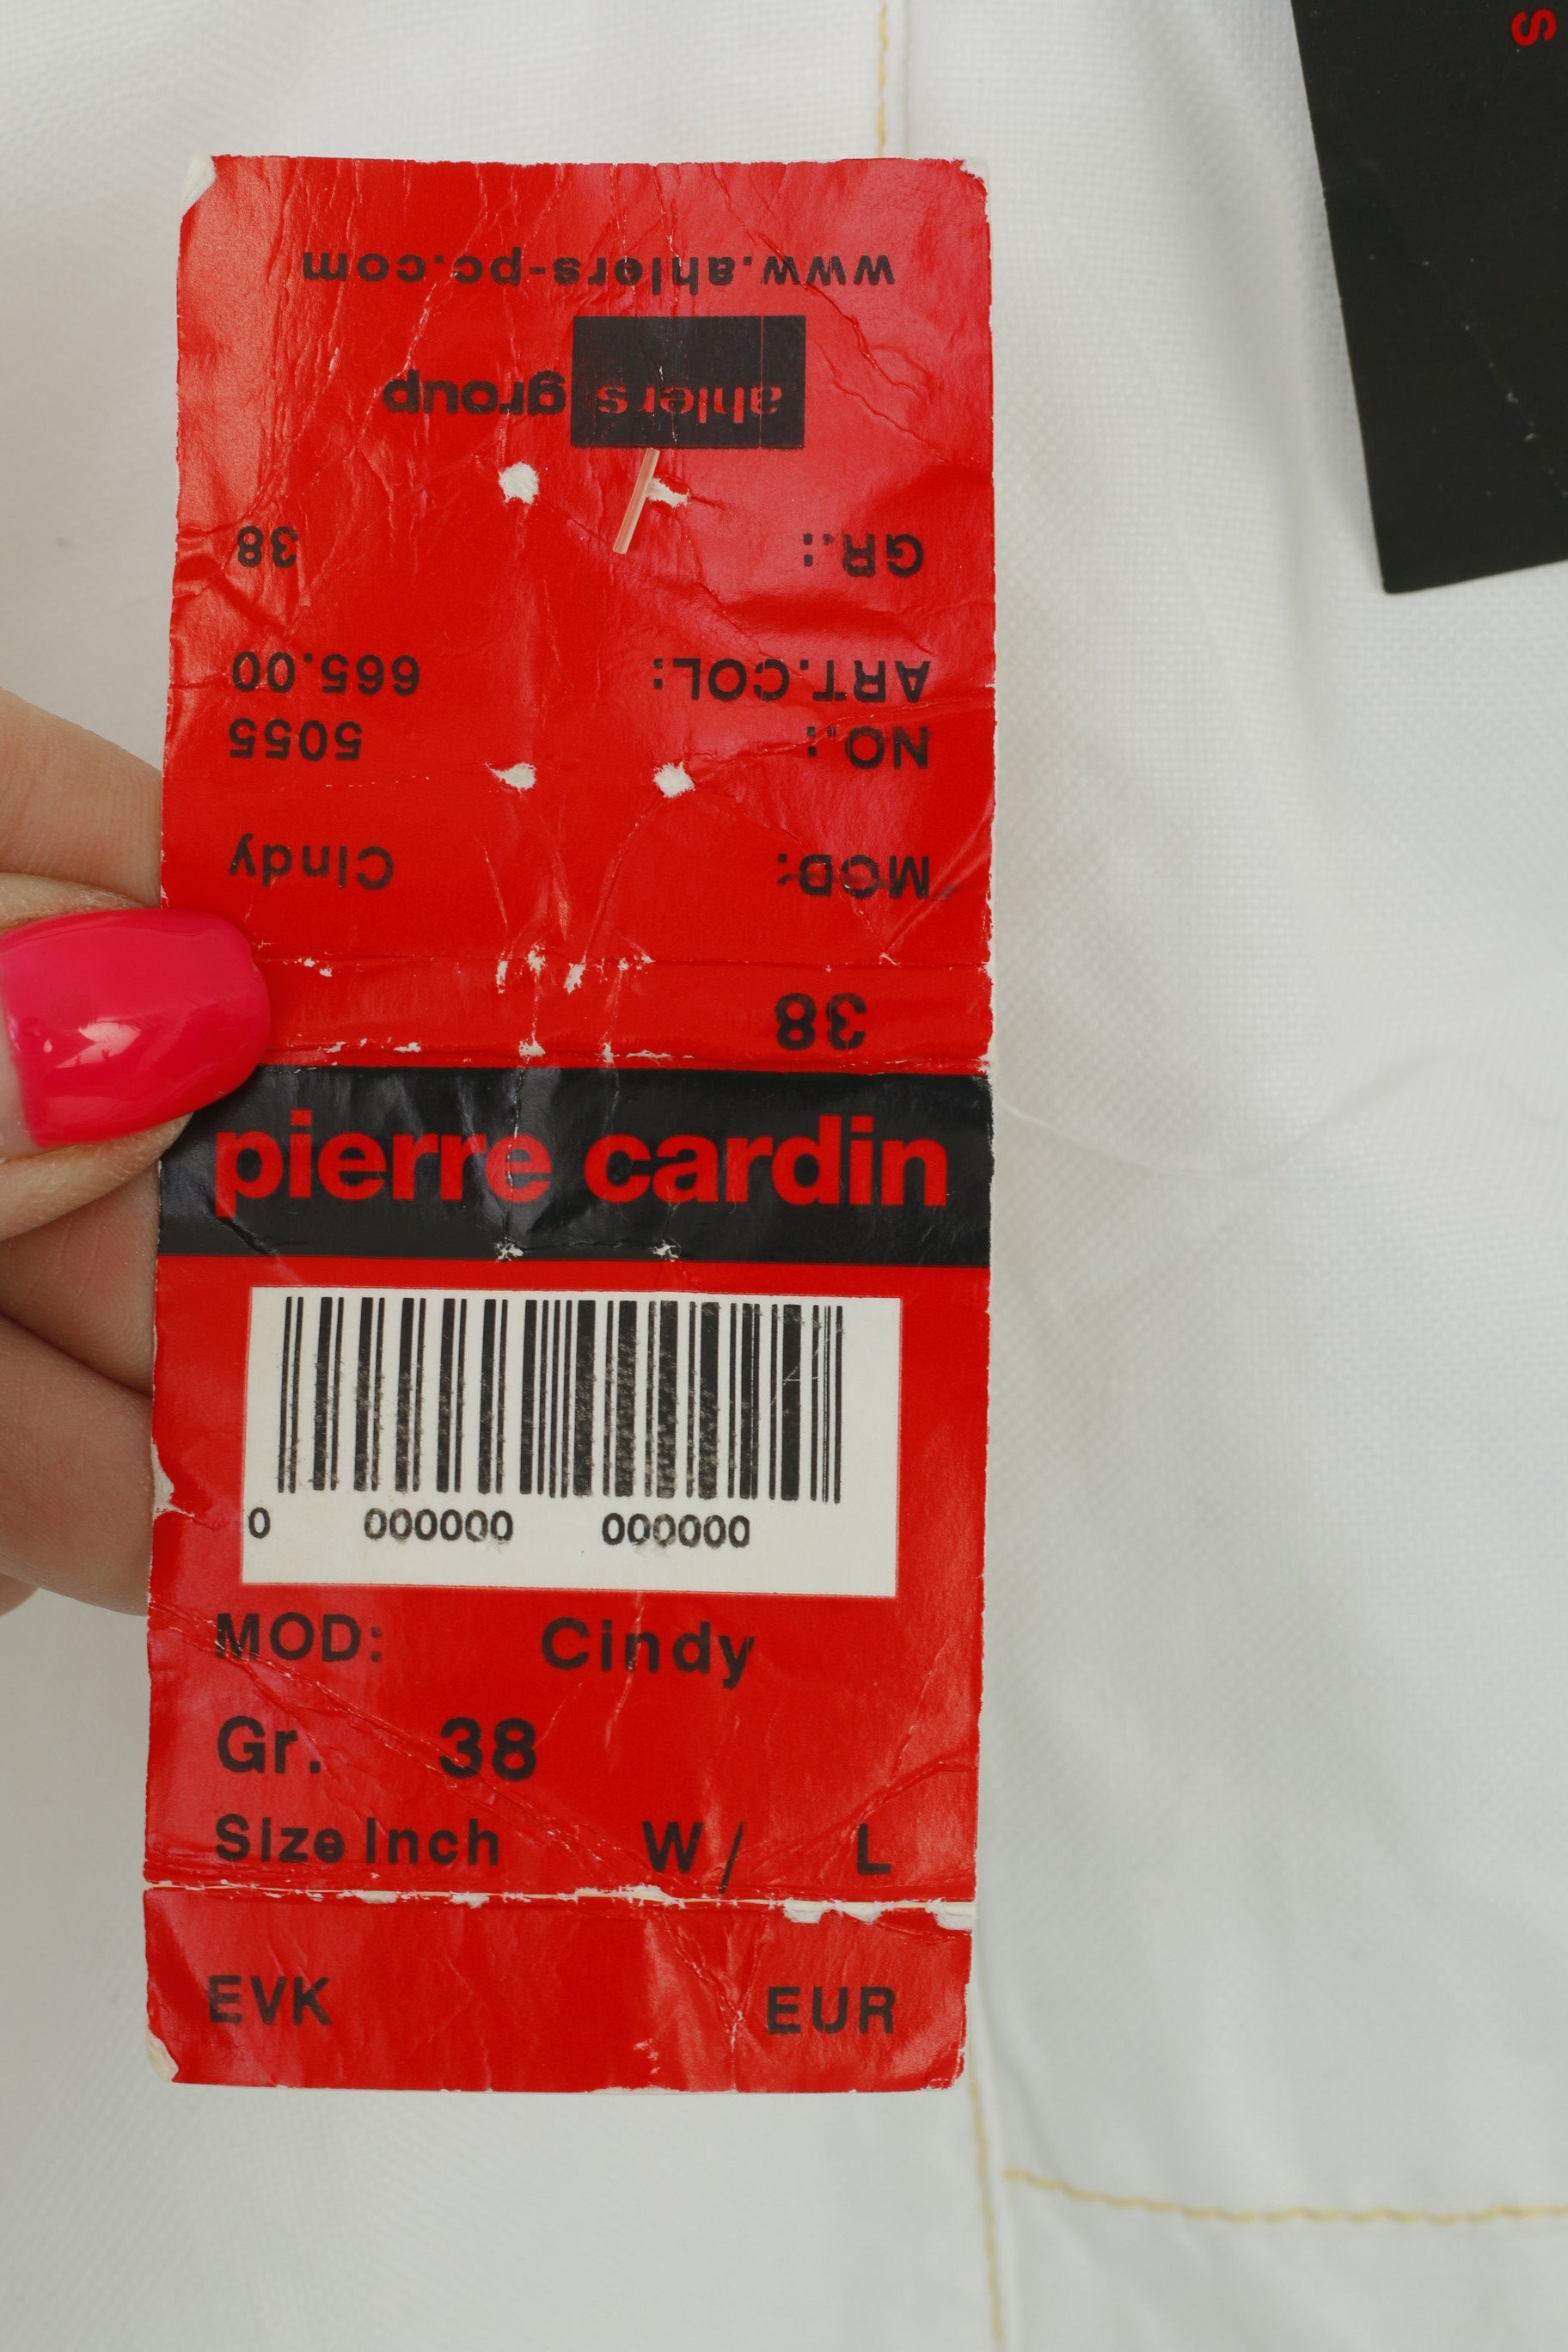 www.ahlers-pc.com
ahlers group
GR.: 38
ART.COL: 665.00
NO.: 5055
MOD: Cindy
38
pierre cardin
0 000000 000000
MOD: Cindy
Gr. 38
Size Inch W/ L
EVK EUR
s